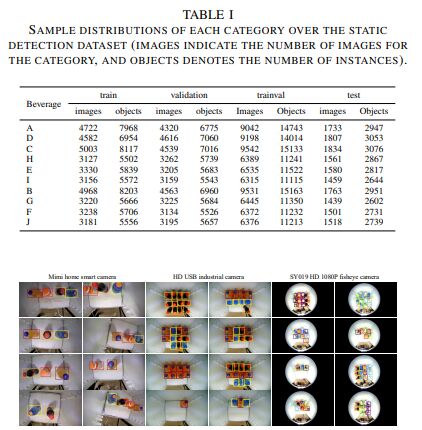 TABLE I
SAMPLE DISTRIBUTIONS OF EACH CATEGORY OVER THE STATIC
DETECTION DATASET (IMAGES INDICATE THE NUMBER OF IMAGES FOR
THE CATEGORY, AND OBJECTS DENOTES THE NUMBER OF INSTANCES).
Beverage train validation trainval test
images objects images objects Images Objects images objects
A 4722 7968 4320 6775 9042 14743 1733 2947
D 4582 6954 4616 7060 9198 14014 1807 3053
C 5003 8117 4539 7016 9542 15133 1834 3076
H 3127 5502 3262 5739 6389 11241 1561 2867
E 3330 5839 3205 5683 6535 11522 1580 2817
I 3156 5572 3159 5543 6315 11115 1459 2644
B 4968 8203 4563 6960 9531 15163 1763 2951
G 3220 5666 3225 5684 6445 11350 1439 2602
F 3238 5706 3134 5526 6372 11232 1501 2731
J 3181 5556 3195 5657 6376 11213 1518 2739
Mimi home smart camera HD USB industrial camera SY019 HD 1080P fisheye camera